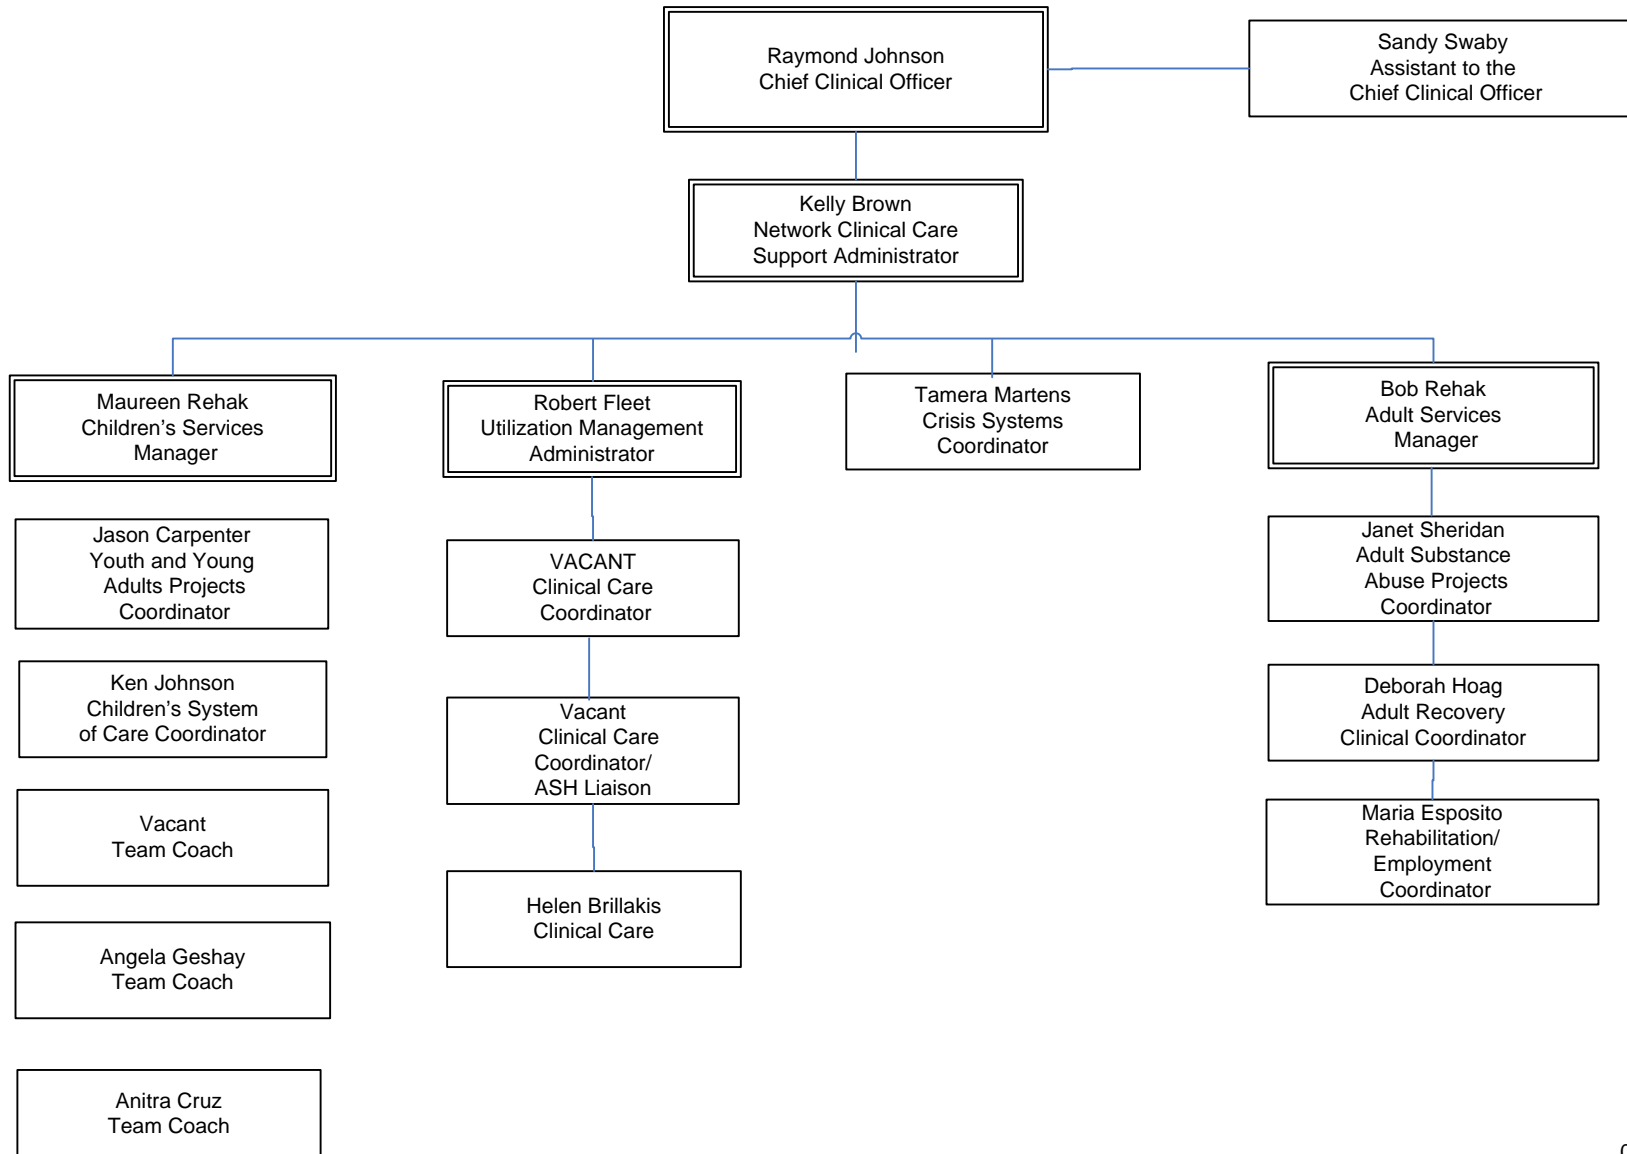 Raymond Johnson
Chief Clinical Officer
Sandy Swaby
Assistant to the
Chief Clinical Officer
Kelly Brown
Network Clinical Care
Support Administrator
Maureen Rehak
Children’s Services
Manager
Robert Fleet
Utilization Management
Administrator
Tamera Martens
Crisis Systems
Coordinator
Bob Rehak
Adult Services
Manager
Jason Carpenter
Youth and Young
Adults Projects
Coordinator
Ken Johnson
Children’s System
of Care Coordinator
Vacant
Team Coach
Angela Geshay
Team Coach
Anitra Cruz
Team Coach
VACANT
Clinical Care
Coordinator
Vacant
Clinical Care
Coordinator/
ASH Liaison
Helen Brillakis
Clinical Care
Janet Sheridan
Adult Substance
Abuse Projects
Coordinator
Deborah Hoag
Adult Recovery
Clinical Coordinator
Maria Esposito
Rehabilitation/
Employment
Coordinator